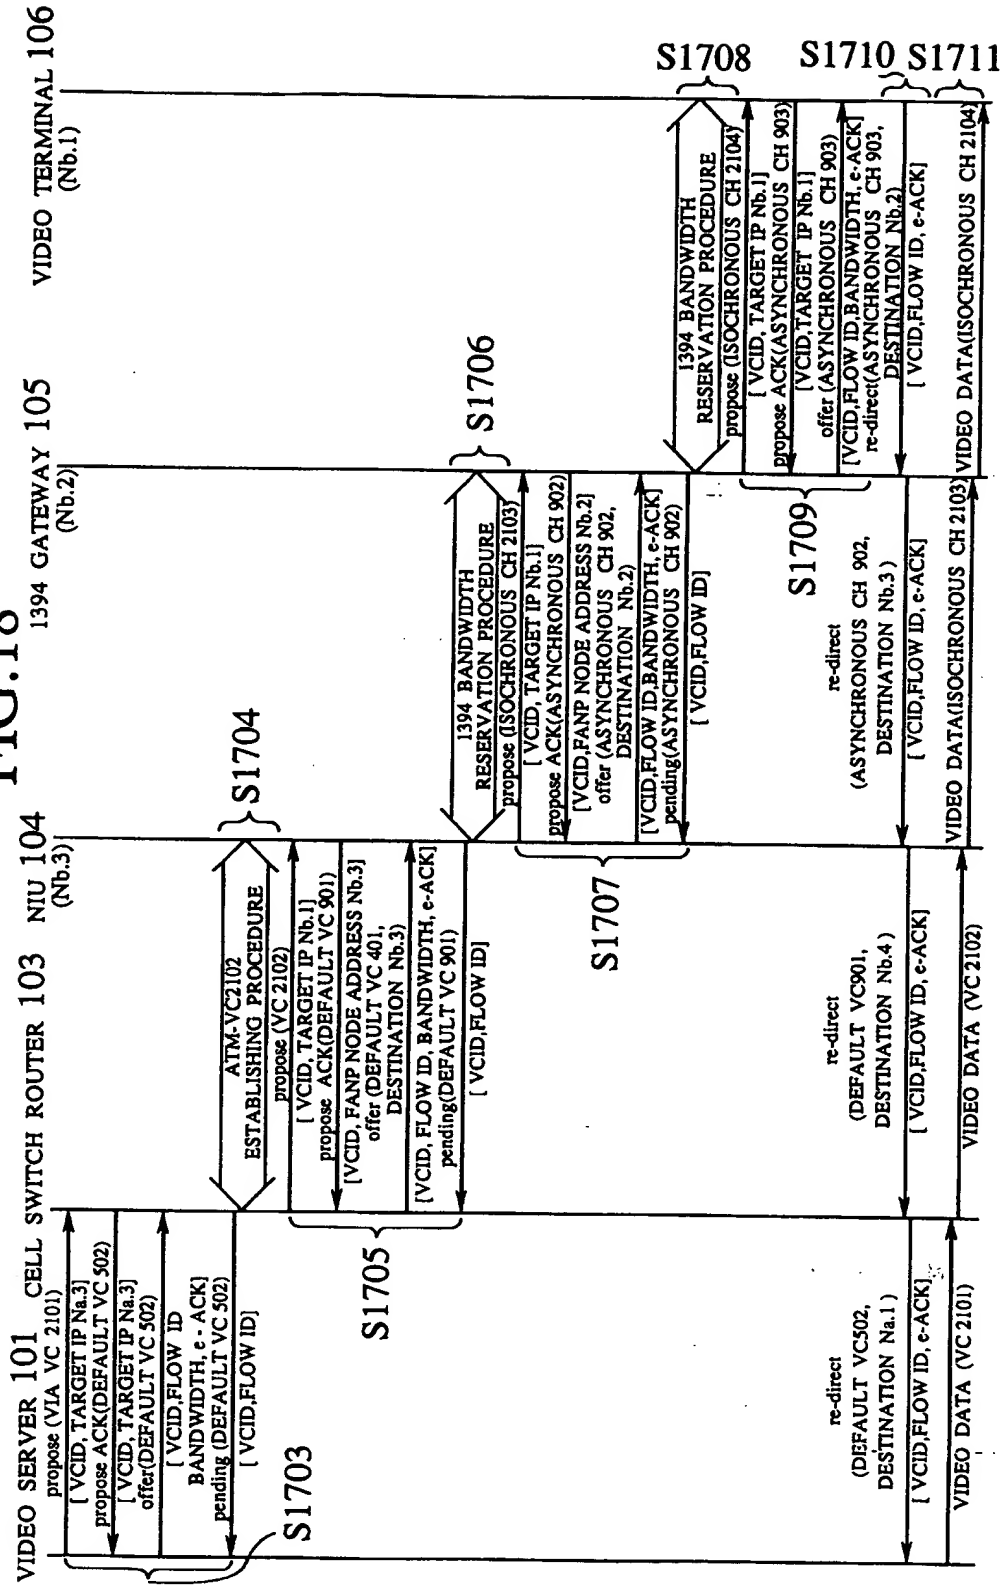 FIG.18
VIDEO SERVER 101
CELL SWITCH ROUTER 103
NIU 104
(Nb.3)
1394 GATEWAY 105
(Nb.2)
VIDEO TERMINAL 106
(Nb.1)
propose (VIA VC 2101)
[ VCID, TARGET IP Na.3]
propose ACK(DEFAULT VC 502)
[ VCID, TARGET IP Na.3]
offer(DEFAULT VC 502)
[ VCID,FLOW ID
BANDWIDTH, e - ACK]
pending (DEFAULT VC 502)
[ VCID,FLOW ID]
S1703
ATM-VC2102
ESTABLISHING PROCEDURE
S1704
propose (VC 2102)
[ VCID, TARGET IP Nb.1]
propose ACK(DEFAULT VC 901)
[VCID, FANP NODE ADDRESS Nb.3]
offer (DEFAULT VC 401,
DESTINATION Nb.3)
[VCID, FLOW ID, BANDWIDTH, e-ACK]
pending(DEFAULT VC 901)
[ VCID,FLOW ID]
S1705
1394 BANDWIDTH
RESERVATION PROCEDURE
S1706
propose (ISOCHRONOUS CH 2103)
[ VCID, TARGET IP Nb.1]
propose ACK(ASYNCHRONOUS CH 902)
[VCID,FANP NODE ADDRESS Nb.2]
offer (ASYNCHRONOUS CH 902,
DESTINATION Nb.2)
[VCID,FLOW ID,BANDWIDTH, e-ACK]
pending(ASYNCHRONOUS CH 902)
[ VCID,FLOW ID]
S1707
1394 BANDWIDTH
RESERVATION PROCEDURE
S1708
propose (ISOCHRONOUS CH 2104)
[ VCID, TARGET IP Nb.1]
propose ACK(ASYNCHRONOUS CH 903)
[VCID,TARGET IP Nb.1]
offer (ASYNCHRONOUS CH 903)
[VCID,FLOW ID,BANDWIDTH, e-ACK]
S1709
re-direct(ASYNCHRONOUS CH 903,
DESTINATION Nb.2)
[ VCID,FLOW ID, e-ACK]
S1710
re-direct
(ASYNCHRONOUS CH 902,
DESTINATION Nb.3 )
[ VCID,FLOW ID, e-ACK]
re-direct
(DEFAULT VC901,
DESTINATION Nb.4)
[ VCID,FLOW ID, e-ACK]
re-direct
(DEFAULT VC502,
DESTINATION Na.1 )
[ VCID,FLOW ID, e-ACK]
VIDEO DATA (VC 2101)
VIDEO DATA (VC 2102)
VIDEO DATA(ISOCHRONOUS CH 2103)
VIDEO DATA(ISOCHRONOUS CH 2104)
S1711